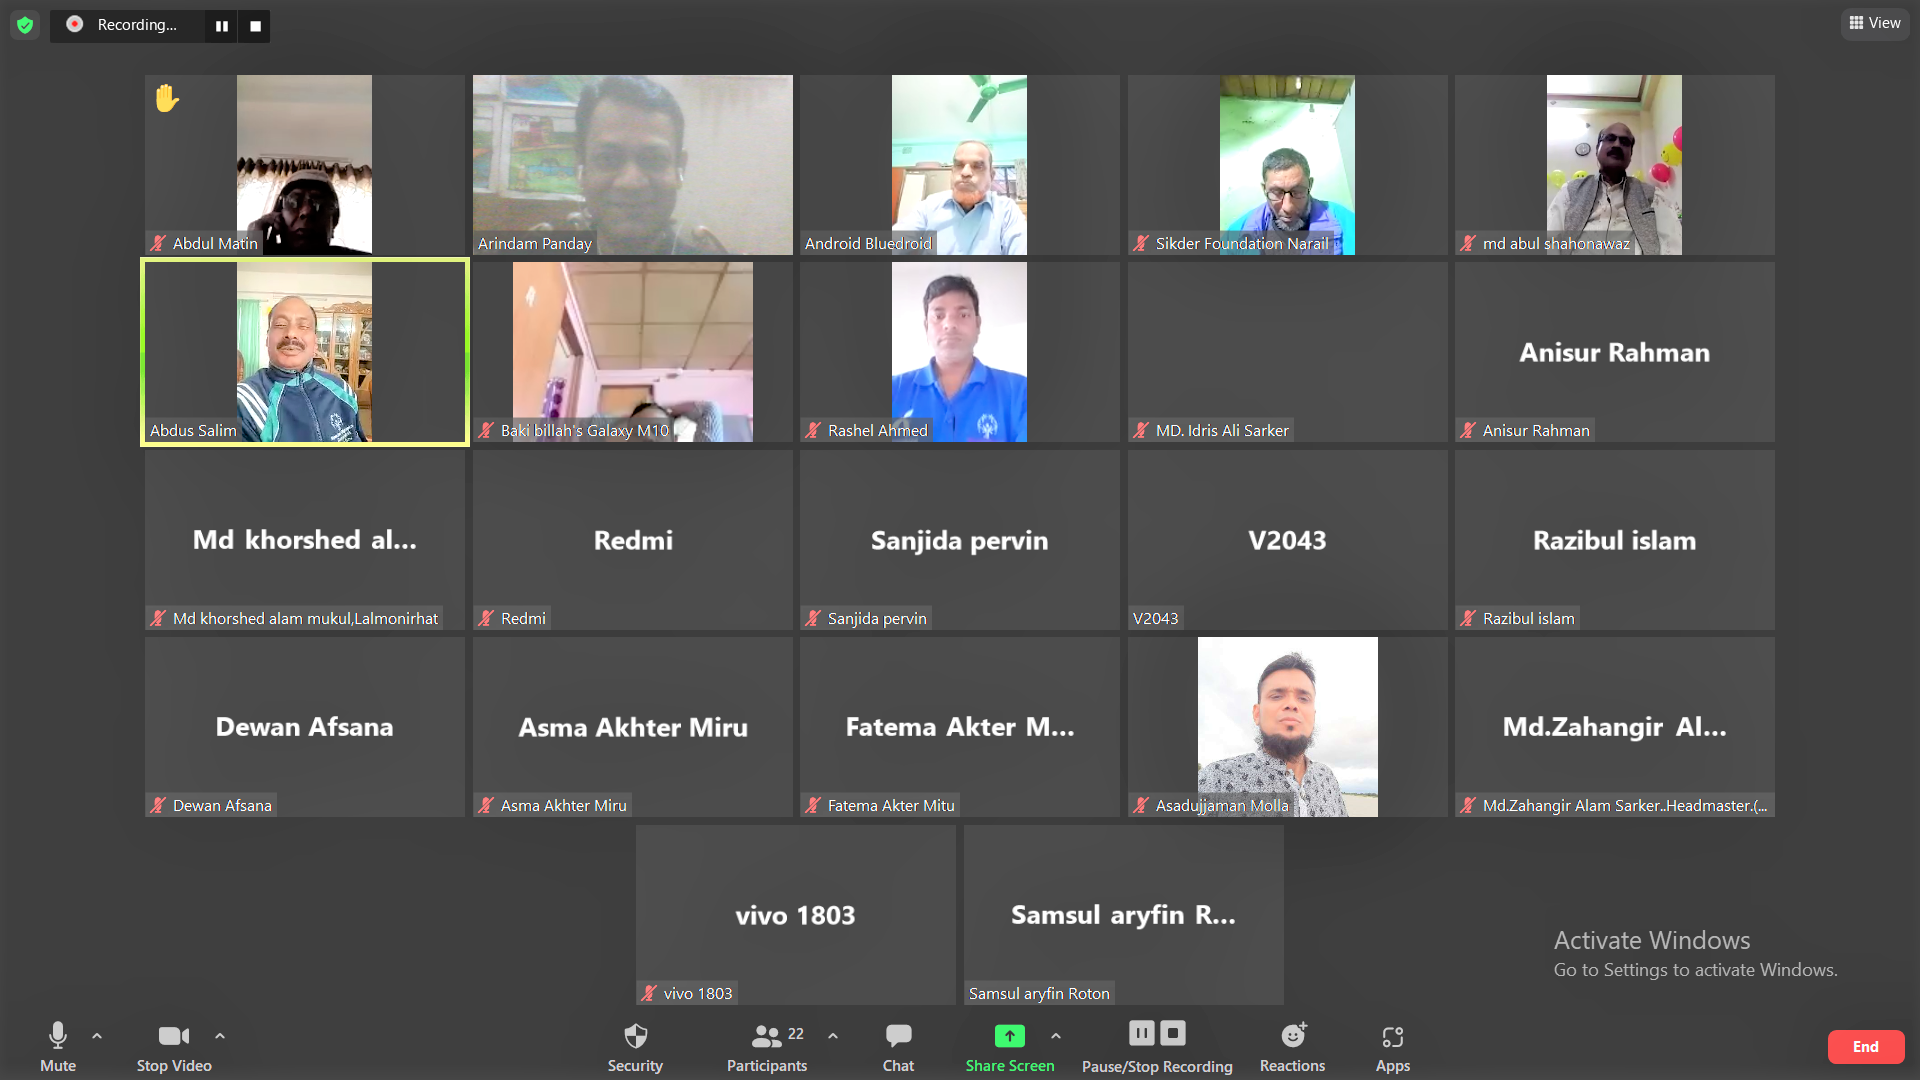 Recording...
View
Abdul Matin
Arindam Panday
Android Bluedroid
Sikder Foundation Narail
md abul shahonawaz
Abdus Salim
Baki billah's Galaxy M10
Rashel Ahmed
MD. Idris Ali Sarker
Anisur Rahman
Anisur Rahman
Md khorshed al...
Md khorshed alam mukul,Lalmonirhat
Redmi
Redmi
Sanjida pervin
Sanjida pervin
V2043
V2043
Razibul islam
Razibul islam
Dewan Afsana
Dewan Afsana
Asma Akhter Miru
Asma Akhter Miru
Fatema Akter M...
Fatema Akter Mitu
Asadujjaman Molla
Md.Zahangir Al...
Md.Zahangir Alam Sarker..Headmaster.(...
vivo 1803
vivo 1803
Samsul aryfin R...
Samsul aryfin Roton
Activate Windows
Go to Settings to activate Windows.
Mute
Stop Video
Security
Participants
22
Chat
Share Screen
Pause/Stop Recording
Reactions
Apps
End